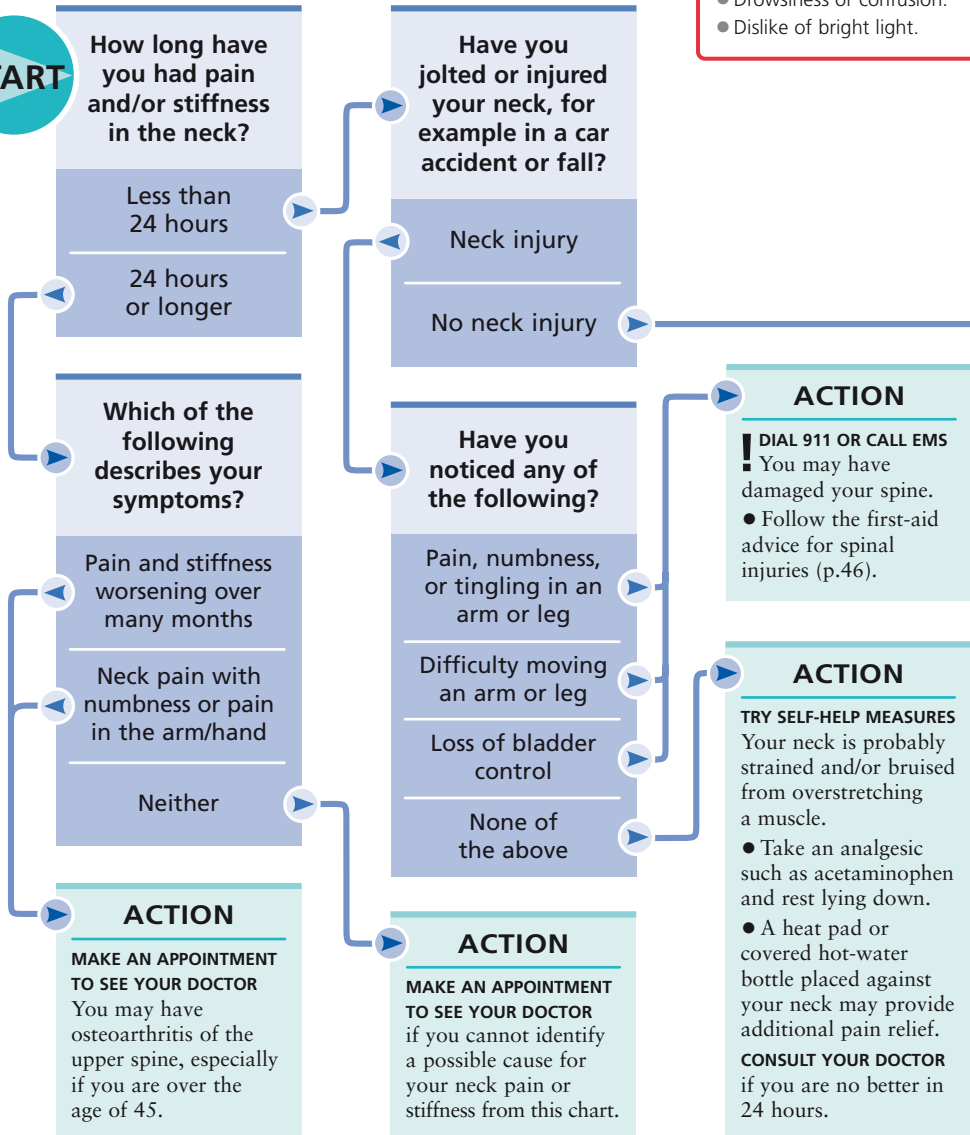 Drowsiness or confusion.
● Dislike of bright light.
START
How long have
you had pain
and/or stiffness
in the neck?
Less than
24 hours
24 hours
or longer
Have you
jolted or injured
your neck, for
example in a car
accident or fall?
Neck injury
No neck injury
Which of the
following
describes your
symptoms?
Pain and stiffness
worsening over
many months
Neck pain with
numbness or pain
in the arm/hand
Neither
Have you
noticed any of
the following?
Pain, numbness,
or tingling in an
arm or leg
Difficulty moving
an arm or leg
Loss of bladder
control
None of
the above
ACTION
! DIAL 911 OR CALL EMS
You may have
damaged your spine.
● Follow the first-aid
advice for spinal
injuries (p.46).
ACTION
TRY SELF-HELP MEASURES
Your neck is probably
strained and/or bruised
from overstretching
a muscle.
● Take an analgesic
such as acetaminophen
and rest lying down.
● A heat pad or
covered hot-water
bottle placed against
your neck may provide
additional pain relief.
CONSULT YOUR DOCTOR
if you are no better in
24 hours.
ACTION
MAKE AN APPOINTMENT
TO SEE YOUR DOCTOR
You may have
osteoarthritis of the
upper spine, especially
if you are over the
age of 45.
ACTION
MAKE AN APPOINTMENT
TO SEE YOUR DOCTOR
if you cannot identify
a possible cause for
your neck pain or
stiffness from this chart.